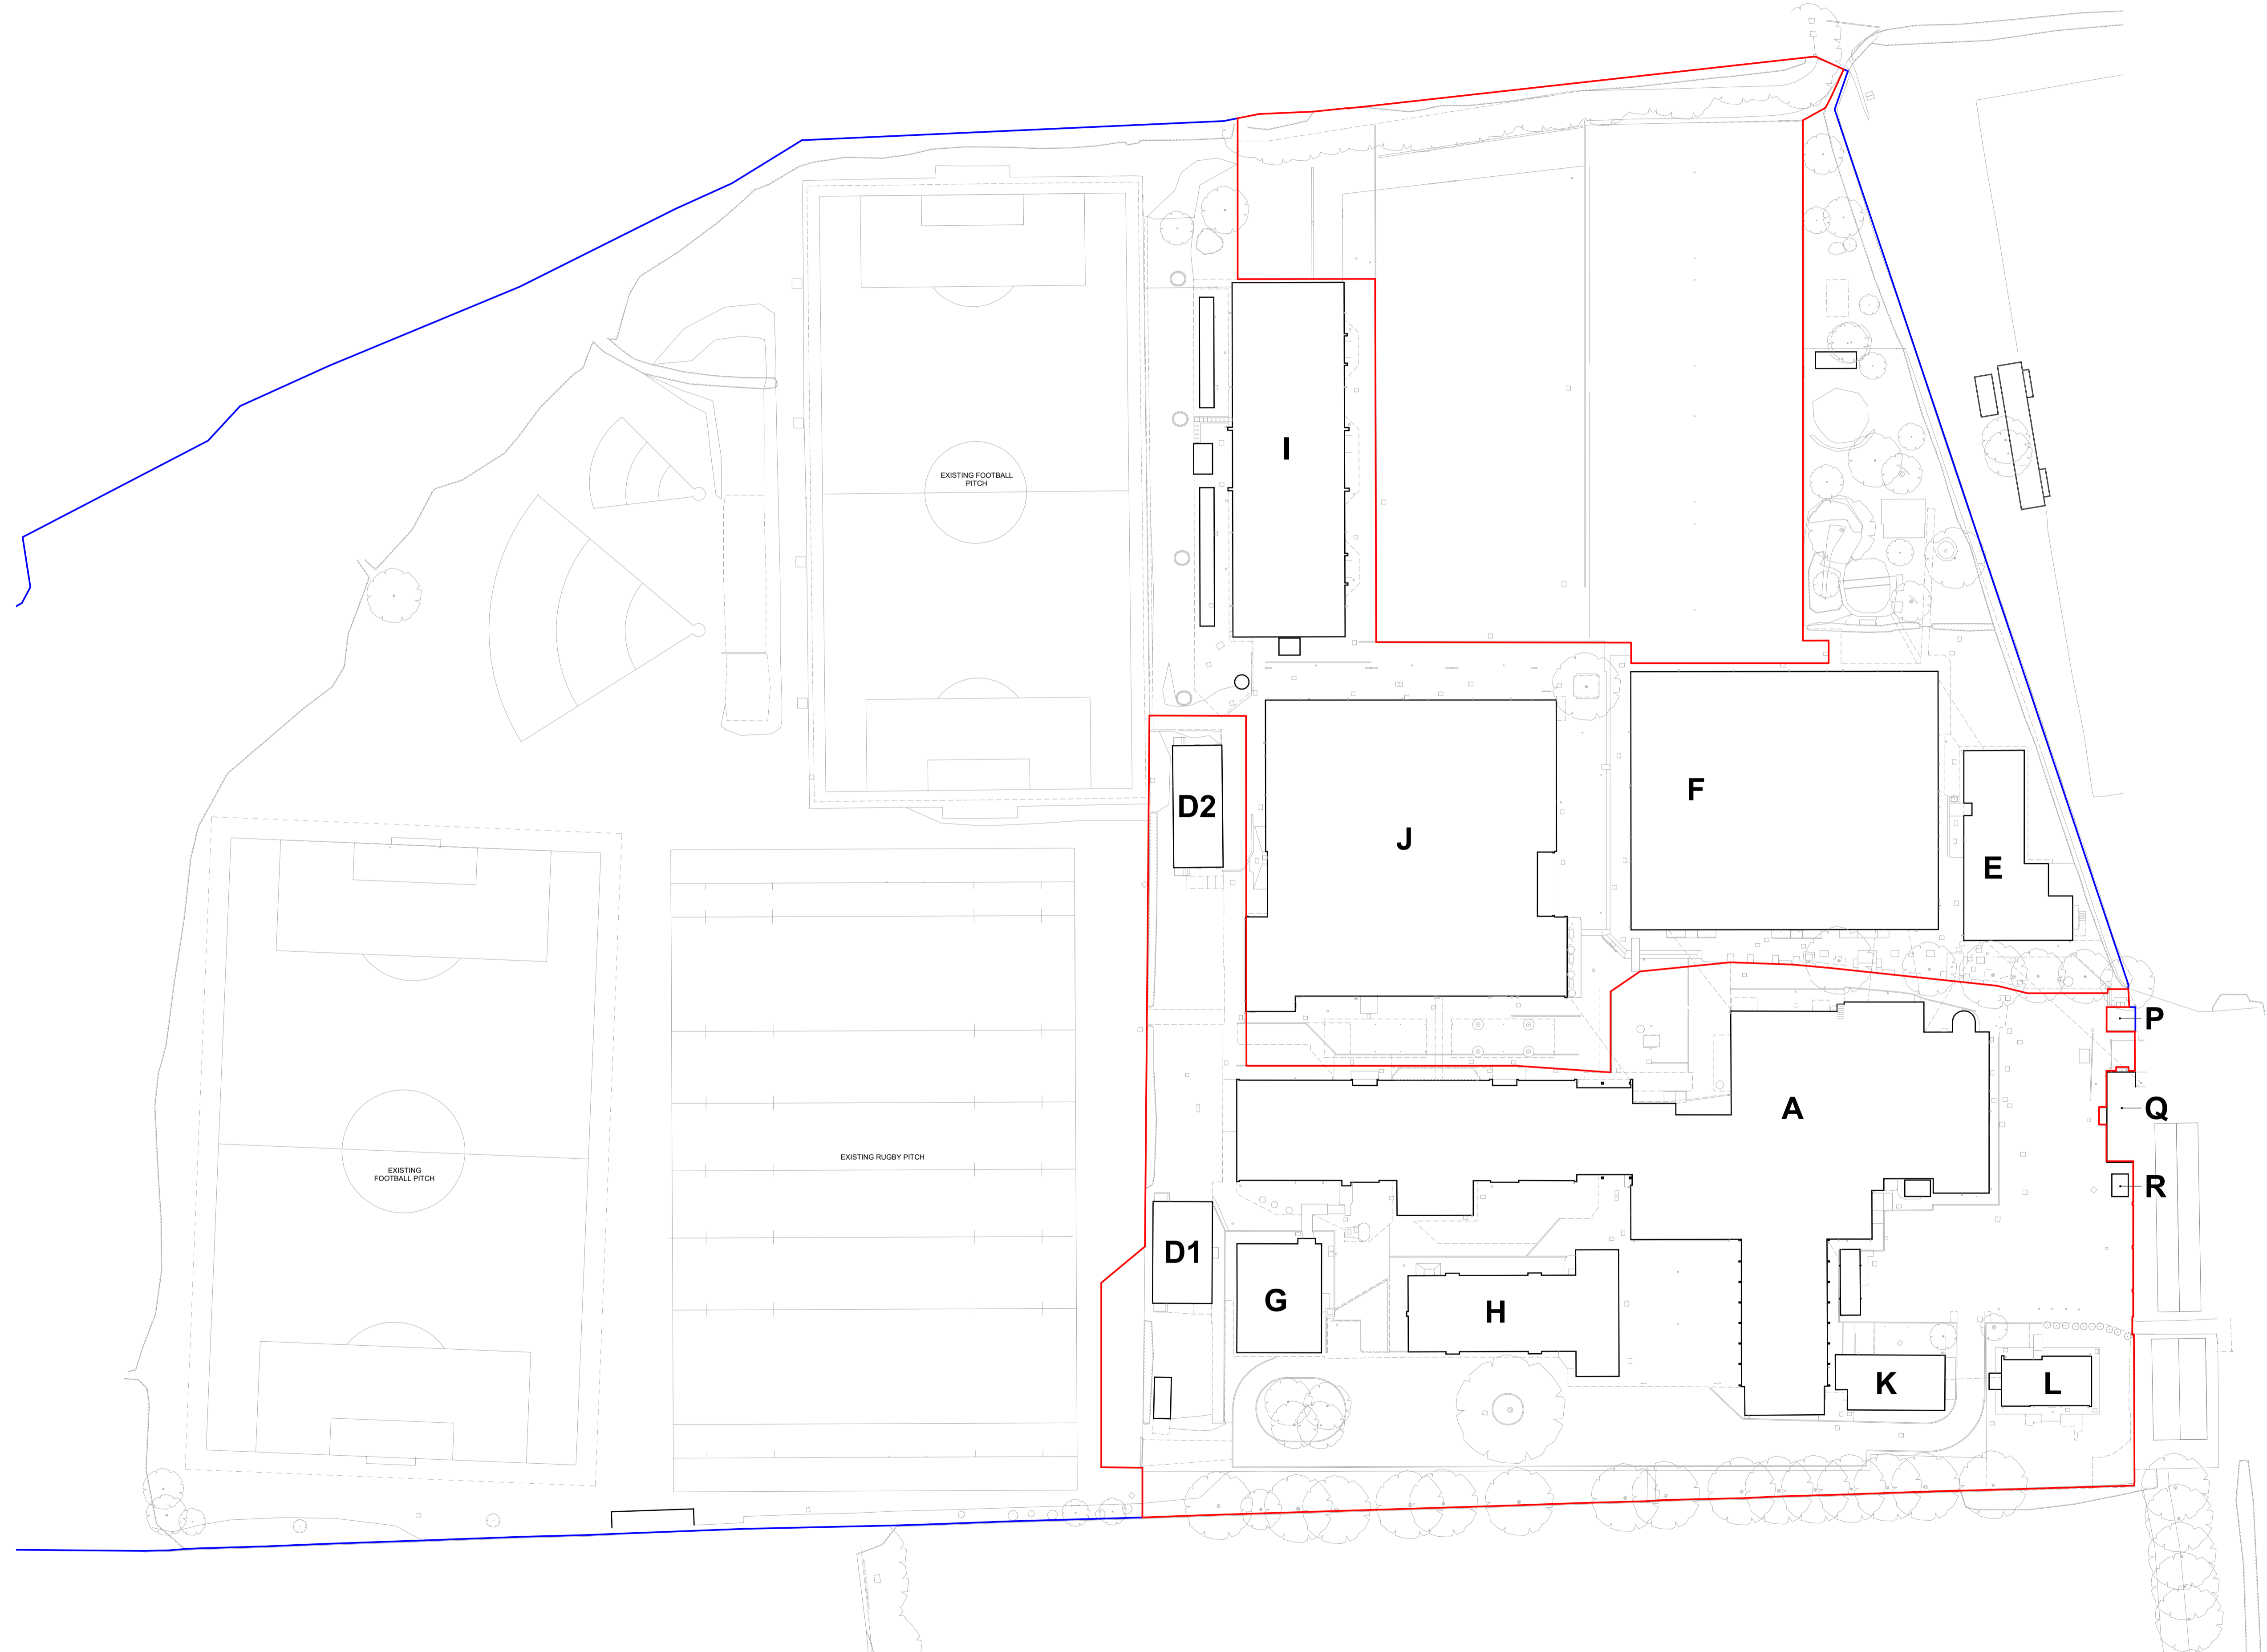 I
EXISTING FOOTBALL
PITCH
D2
J
F
E
P
Q
A
EXISTING RUGBY PITCH
EXISTING
FOOTBALL PITCH
R
D1
G
H
K
L